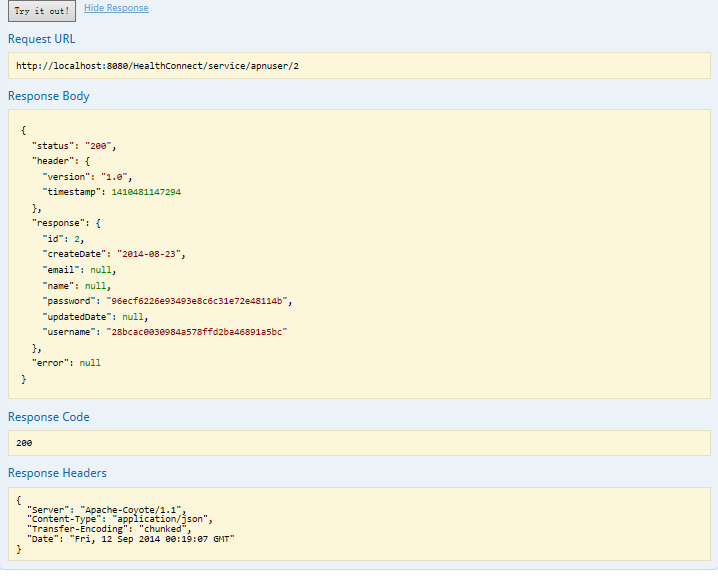 Try it out!
Hide Response
Request URL
http://localhost:8080/HealthConnect/service/apnuser/2
Response Body
{
"status": "200",
"header": {
"version": "1.0",
"timestamp": 1410481147294
},
"response": {
"id": 2,
"createDate": "2014-08-23",
"email": null,
"name": null,
"password": "96ecf6226e93493e8c6c31e72e48114b",
"updatedDate": null,
"username": "28bcac0030984a578ffd2ba46891a5bc"
},
"error": null
}
Response Code
200
Response Headers
{
"Server": "Apache-Coyote/1.1",
"Content-Type": "application/json",
"Transfer-Encoding": "chunked",
"Date": "Fri, 12 Sep 2014 00:19:07 GMT"
}